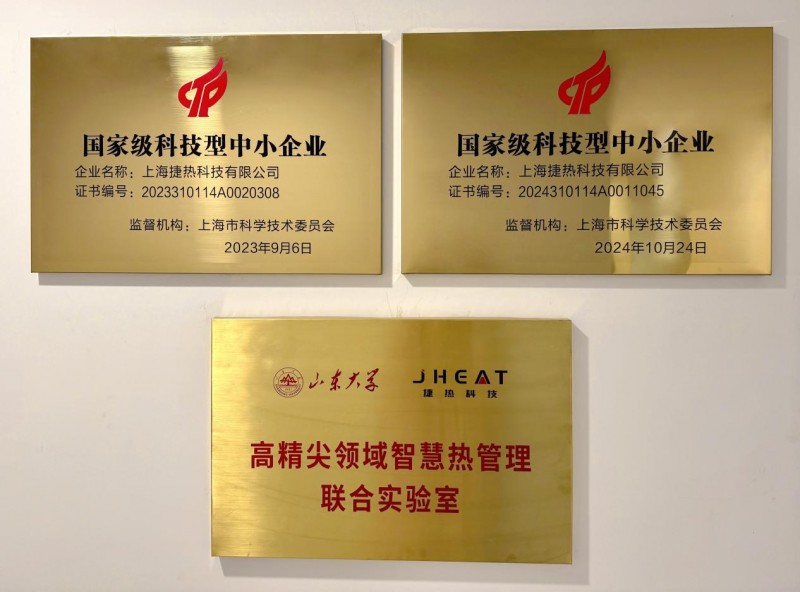 国家级科技型中小企业
企业名称：上海捷热科技有限公司
证书编号：2023310114A0020308
监督机构：上海市科学技术委员会
2023年9月6日
国家级科技型中小企业
企业名称：上海捷热科技有限公司
证书编号：2024310114A0011045
监督机构：上海市科学技术委员会
2024年10月24日
山东大学 JHEAT
捷热科技
高精尖领域智慧热管理
联合实验室